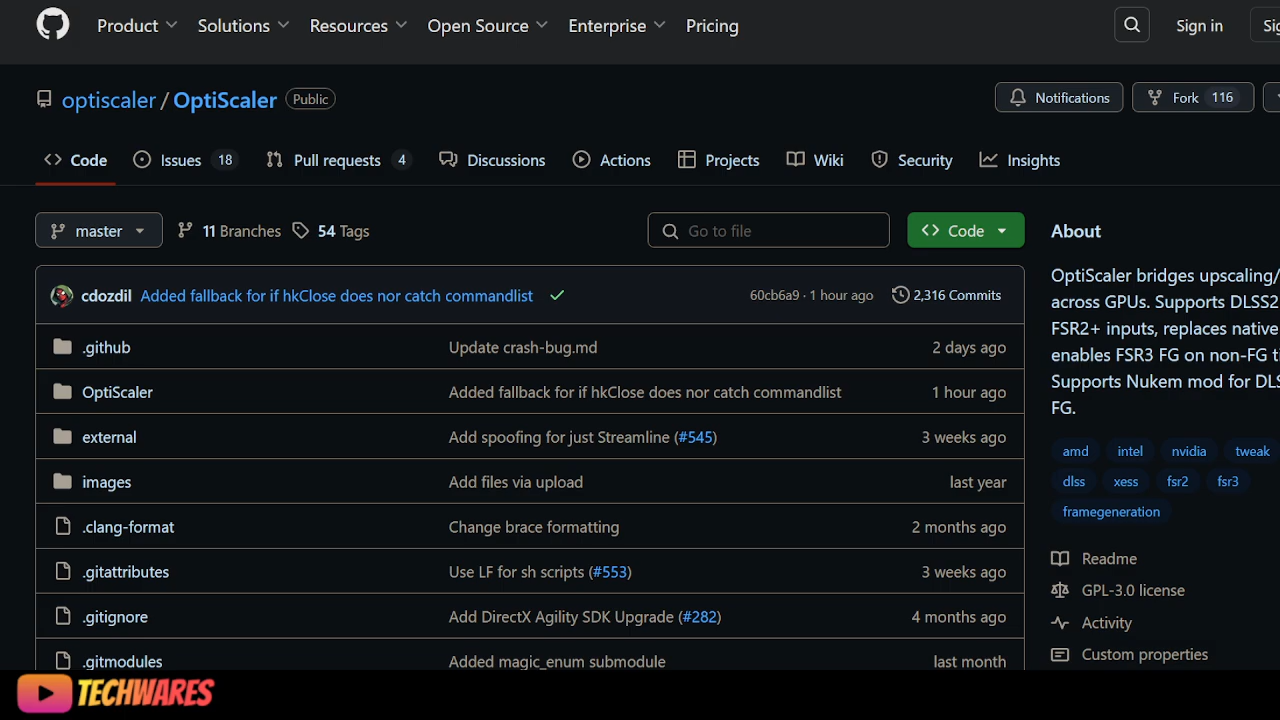 Product Solutions Resources Open Source Enterprise Pricing Sign in
optiscaler / OptiScaler Public Notifications Fork 116
Code Issues 18 Pull requests 4 Discussions Actions Projects Wiki Security Insights
master 11 Branches 54 Tags Go to file Code
cdozdil Added fallback for if hkClose does nor catch commandlist 60cb6a9 · 1 hour ago 2,316 Commits
.github Update crash-bug.md 2 days ago
OptiScaler Added fallback for if hkClose does nor catch commandlist 1 hour ago
external Add spoofing for just Streamline (#545) 3 weeks ago
images Add files via upload last year
.clang-format Change brace formatting 2 months ago
.gitattributes Use LF for sh scripts (#553) 3 weeks ago
.gitignore Add DirectX Agility SDK Upgrade (#282) 4 months ago
.gitmodules Added magic_enum submodule last month
About
OptiScaler bridges upscaling/
across GPUs. Supports DLSS2
FSR2+ inputs, replaces native
enables FSR3 FG on non-FG
Supports Nukem mod for
FG.
amd intel nvidia tweak
dlss xess fsr2 fsr3
framegeneration
Readme
GPL-3.0 license
Activity
Custom properties
TECHWARES